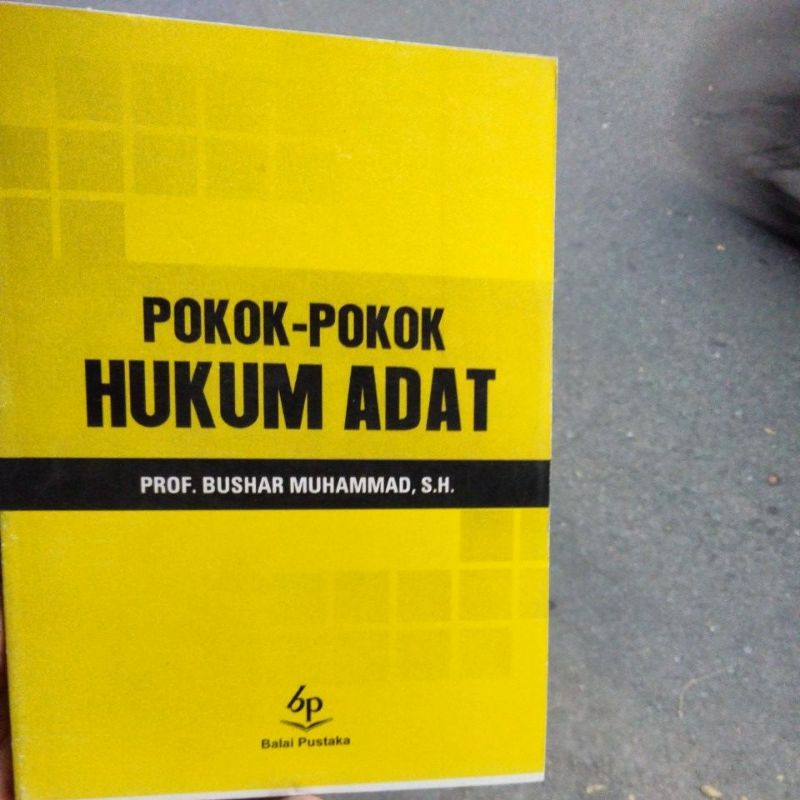 POKOK-POKOK
HUKUM ADAT
PROF. BUSHAR MUHAMMAD, S.H.
bp
Balai Pustaka